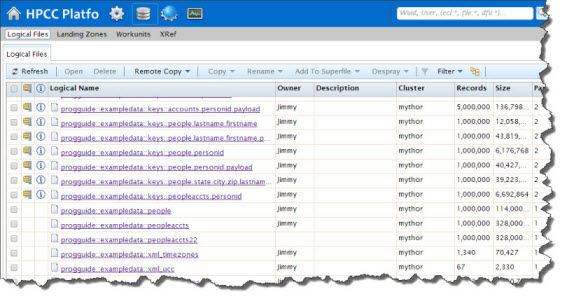 HPCC Platfo
Word, User, (ecl:*, file:*, dfu:*)...
Logical Files Landing Zones Workunits XRef
Logical Files
Refresh Open Delete Remote Copy Copy Rename Add To Superfile Despray Filter
Logical Name Owner Description Cluster Records Size Pa
progguide::exampledata::keys::accounts.personid.payload Jimmy mythor 5,000,000 136,798... 2
progguide::exampledata::keys::people.lastname.firstname Jimmy mythor 1,000,000 12,058,... 2
progguide::exampledata::keys::people.lastname.firstname.p... Jimmy mythor 1,000,000 43,819,... 2
progguide::exampledata::keys::people.personid Jimmy mythor 1,000,000 6,176,768 2
progguide::exampledata::keys::people.personid.payload Jimmy mythor 1,000,000 40,427,... 2
progguide::exampledata::keys::people.state.city.zip.lastnam... Jimmy mythor 1,000,000 39,223,... 2
progguide::exampledata::keys::peopleaccts.personid Jimmy mythor 1,000,000 6,692,864 2
progguide::exampledata::people Jimmy mythor 1,000,000 114,000... 1
progguide::exampledata::peopleaccts Jimmy mythor 1,000,000 328,000... 1
progguide::exampledata::peopleaccts22 mythor 1,000,000 328,000... 1
progguide::exampledata::xml_timezones Jimmy mythor 1,340 70,427 1
progguide::exampledata::xml_ucc Jimmy mythor 67 2,330 1